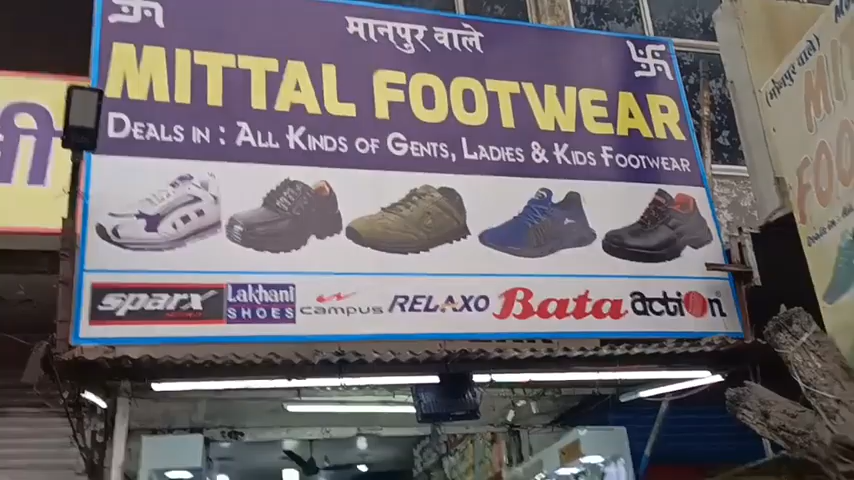 मानपुर वाले
MITTAL FOOTWEAR
DEALS IN : ALL KINDS OF GENTS, LADIES & KIDS FOOTWEAR
sparx
Lakhani
SHOES
campus
RELAXO
Bata
action
(मानपुर वाले)